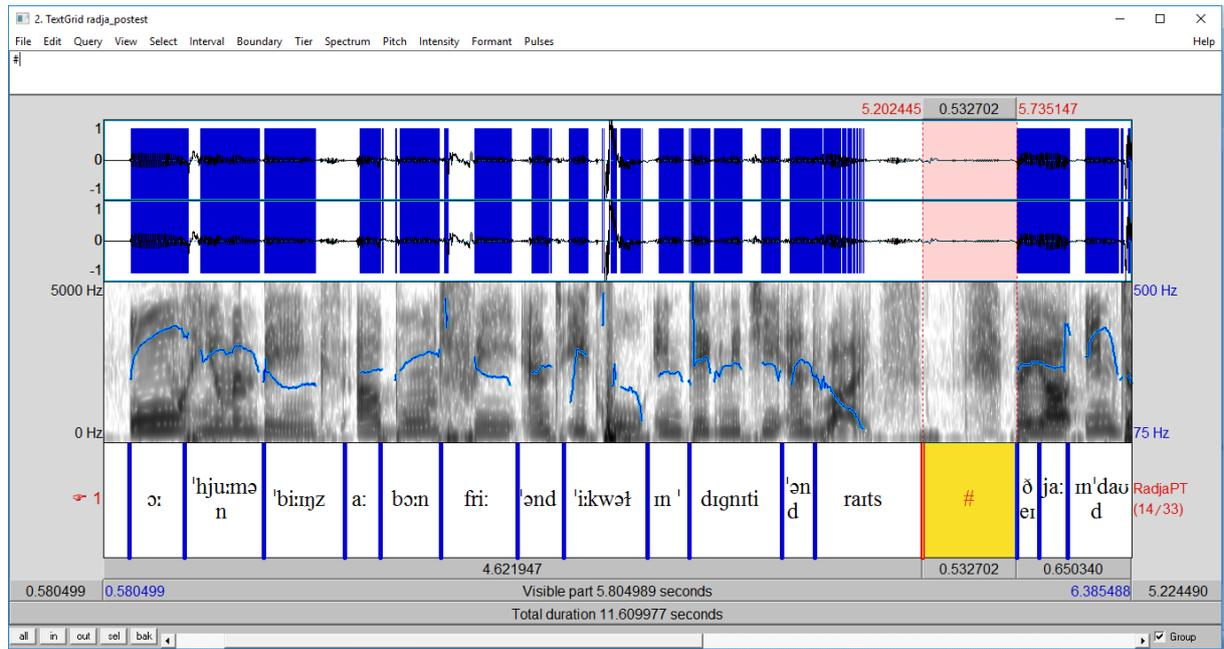 2. TextGrid radja_postest
File Edit Query View Select Interval Boundary Tier Spectrum Pitch Intensity Formant Pulses Help
#
5.202445 0.532702 5.735147
1
0
-1
1
0
-1
5000 Hz 500 Hz
0 Hz 75 Hz
☞ 1 ɔː ˈhjuːmən ˈbiːɪŋz aː bɔːn friː ˈənd ˈiːkwəɫ ɪn ˈ dɪɡnɪti ˈənd raɪts # ðeɪ jaː ɪnˈdaʊd RadjaPT
(14/33)
4.621947 0.532702 0.650340
0.580499 0.580499 Visible part 5.804989 seconds 6.385488 5.224490
Total duration 11.609977 seconds
all in out sel bak Group